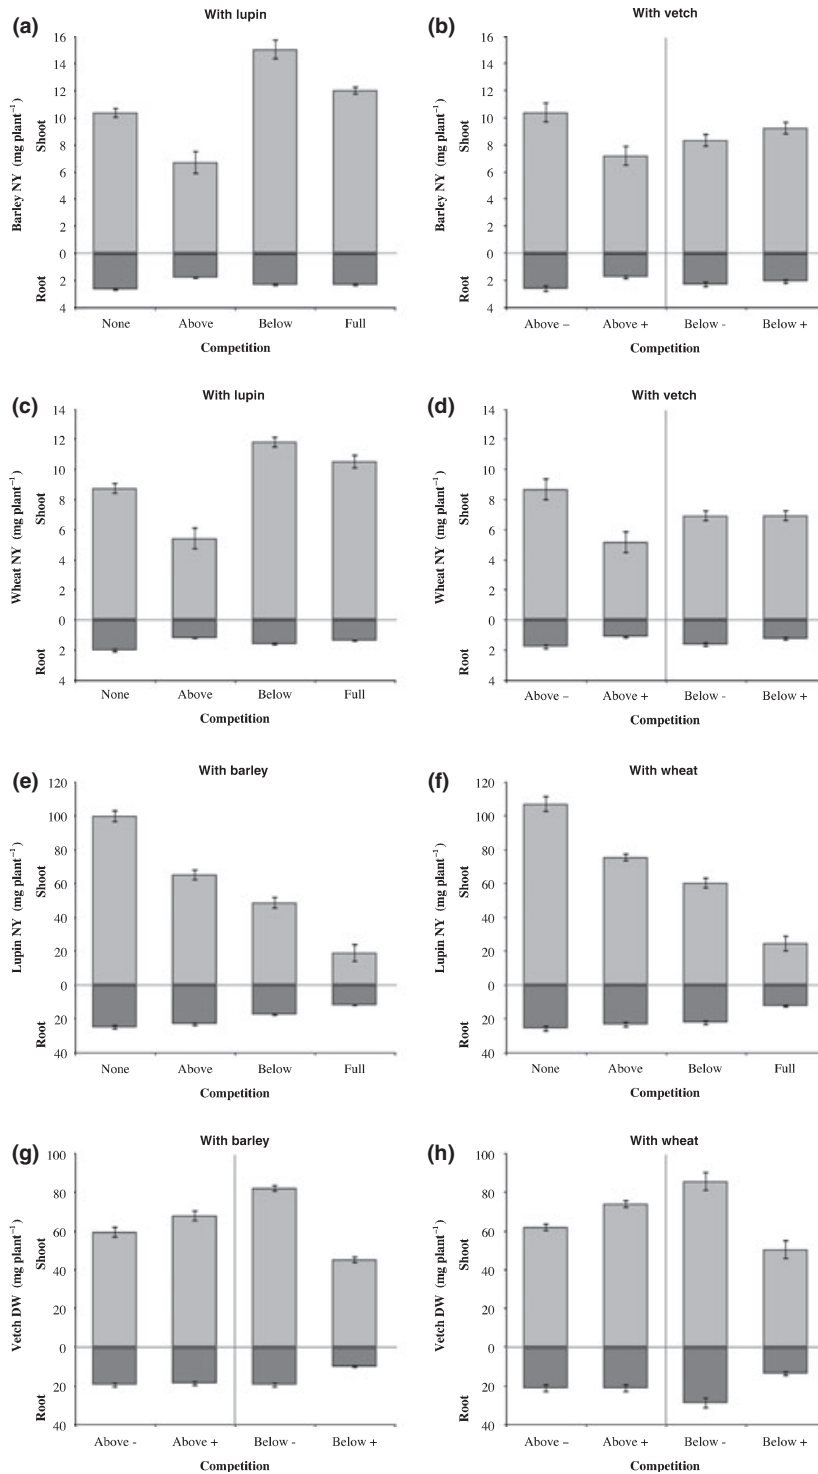 (a)
With lupin
16
14
12
10
8
6
4
2
0
2
4
Barley NY (mg plant⁻¹)
Shoot
Root
None Above Below Full
Competition
(b)
With vetch
16
14
12
10
8
6
4
2
0
2
4
Barley NY (mg plant⁻¹)
Shoot
Root
Above – Above + Below - Below +
Competition
(c)
With lupin
14
12
10
8
6
4
2
0
2
4
Wheat NY (mg plant⁻¹)
Shoot
Root
None Above Below Full
Competition
(d)
With vetch
14
12
10
8
6
4
2
0
2
4
Wheat NY (mg plant⁻¹)
Shoot
Root
Above – Above + Below - Below +
Competition
(e)
With barley
120
100
80
60
40
20
0
20
40
Lupin NY (mg plant⁻¹)
Shoot
Root
None Above Below Full
Competition
(f)
With wheat
120
100
80
60
40
20
0
20
40
Lupin NY (mg plant⁻¹)
Shoot
Root
None Above Below Full
Competition
(g)
With barley
100
80
60
40
20
0
20
40
Vetch DW (mg plant⁻¹)
Shoot
Root
Above - Above + Below - Below +
Competition
(h)
With wheat
100
80
60
40
20
0
20
40
Vetch DW (mg plant⁻¹)
Shoot
Root
Above – Above + Below - Below +
Competition